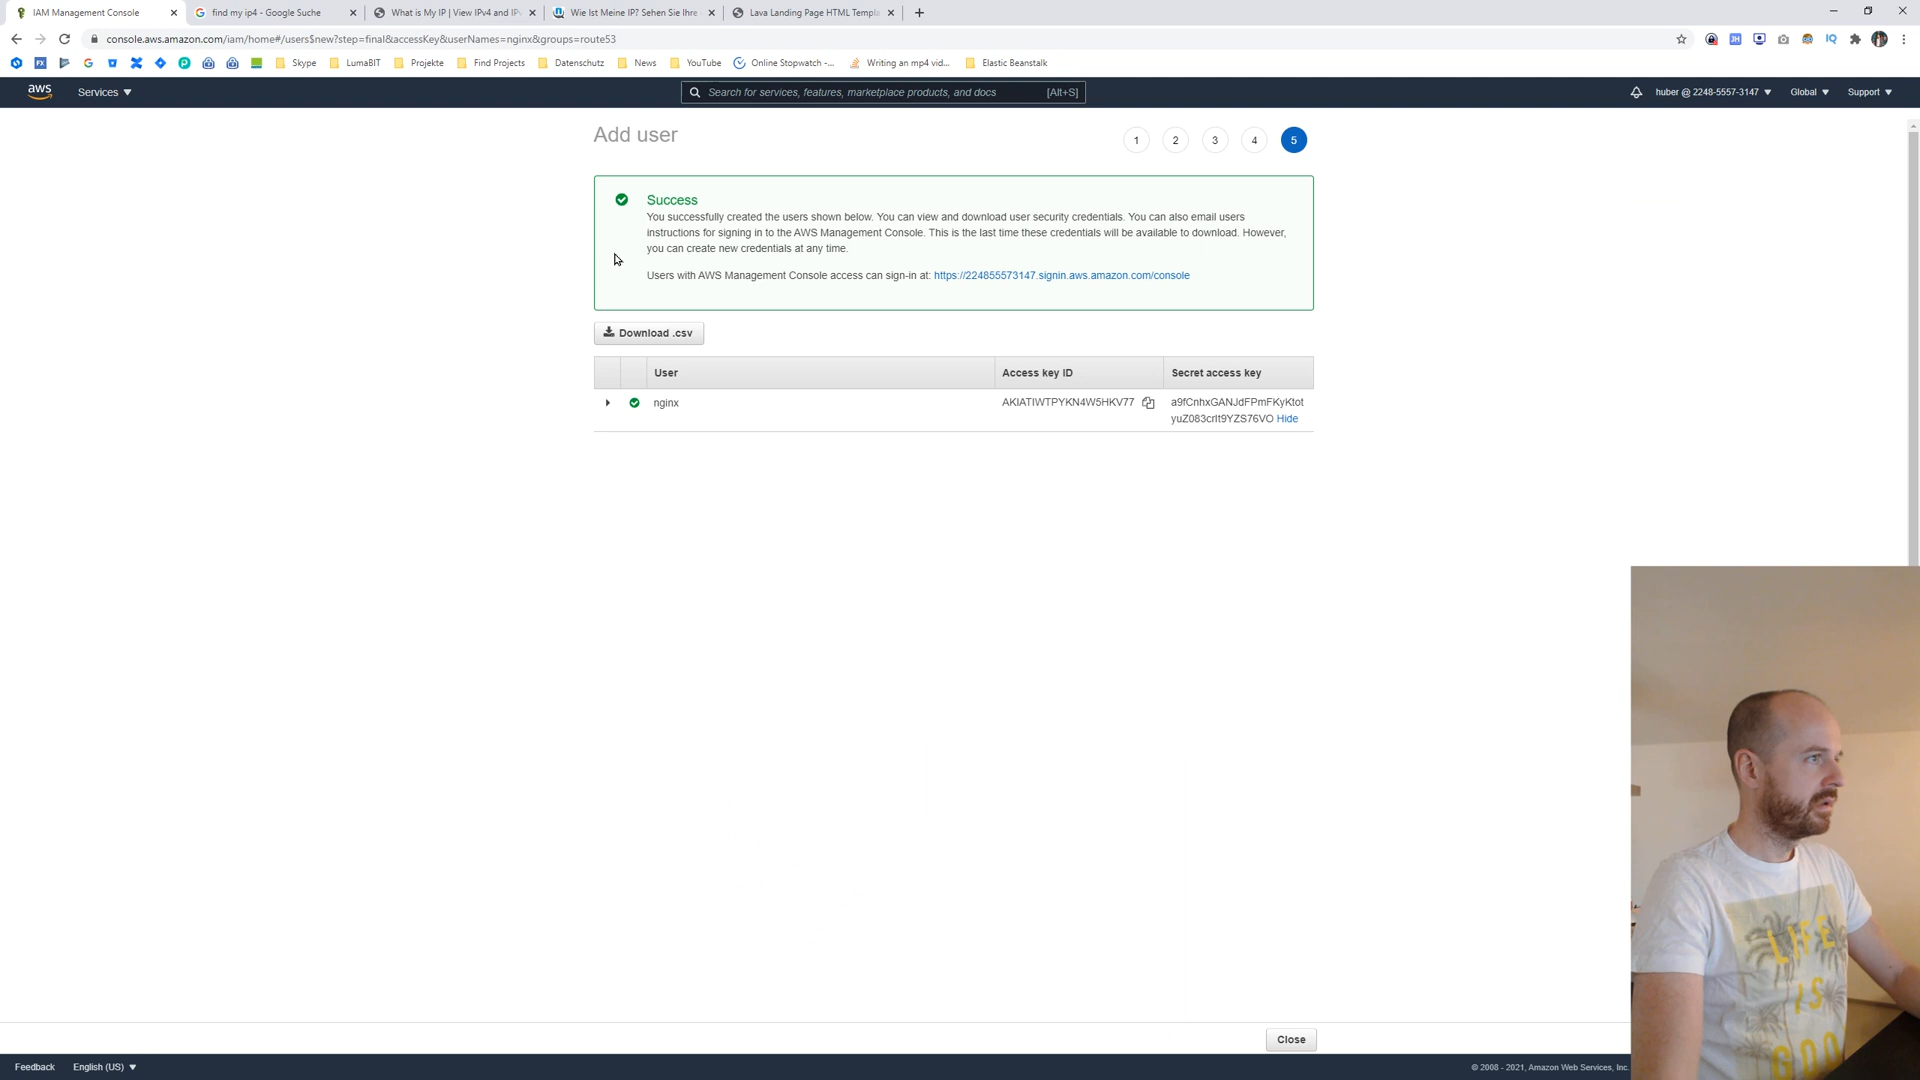 IAM Management Console
find my ip4 - Google Suche
What is My IP | View IPv4 and IPv
Wie Ist Meine IP? Sehen Sie Ihre
Lava Landing Page HTML Templa
console.aws.amazon.com/iam/home#/users$new?step=final&accessKey&userNames=nginx&groups=route53
Skype
LumaBIT
Projekte
Find Projects
Datenschutz
News
YouTube
Online Stopwatch -...
Writing an mp4 vid...
Elastic Beanstalk
aws
Services
Search for services, features, marketplace products, and docs
[Alt+S]
huber @ 2248-5557-3147
Global
Support
Add user
1 2 3 4 5
Success
You successfully created the users shown below. You can view and download user security credentials. You can also email users
instructions for signing in to the AWS Management Console. This is the last time these credentials will be available to download. However,
you can create new credentials at any time.
Users with AWS Management Console access can sign-in at: https://224855573147.signin.aws.amazon.com/console
Download .csv
User
Access key ID
Secret access key
nginx
AKIATIWTPYKN4W5HKV77
a9fCnhxGANJdFPmFKyKtot
Hide
Close
Feedback
English (US)
© 2008 - 2021, Amazon Web Services, Inc.
LIFE
IS